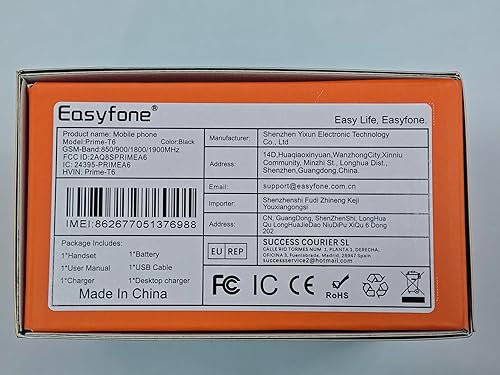 Easyfone®
Easy Life, Easyfone.
Product name: Mobile phone
Model:Prime-T6 Color:Black
GSM-Band:850/900/1800/1900MHz
FCC ID:2AQ8SPRIMEA6
IC: 24395-PRIMEA6
HVIN: Prime-T6
IMEI:862677051376988
Package Includes:
1*Handset 1*Battery
1*User Manual 1*USB Cable
1*Charger 1*Desktop charger
Made In China
Manufacturer: Shenzhen Yixun Electronic Technology
Co., Ltd
Address: 14D,Huaqiaoxinyuan,WanzhongCity,Xinniu
Community, Minzhi St., Longhua Dist.,
Shenzhen,Guangdong,China.
Email: support@easyfone.com.cn
Importer: Shenzhenshi Fudi Zhineng Keji
Youxiangongsi
Address: CN, GuangDong, ShenZhenShi, LongHua
Qu LongHuaJieDao NiuDiPu XiQu 6 Dong
202
EU REP
SUCCESS COURIER SL
CALLE RIO TORMES NUM. 1, PLANTA 1, DERECHA,
OFICINA 3, Fuenlabrada, Madrid, 28947 Spain
successservice2@hotmail.com
FC IC CE RoHS